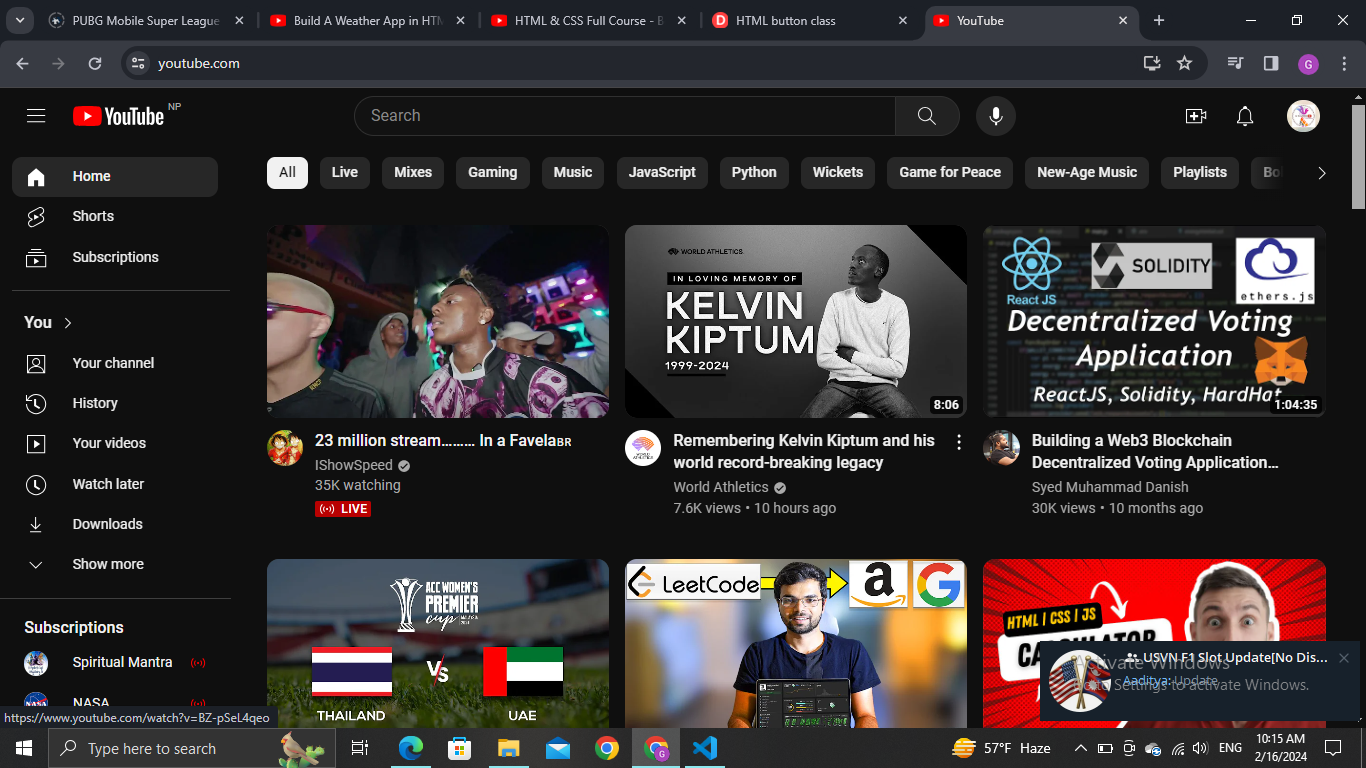 PUBG Mobile Super League
Build A Weather App in HTM
HTML & CSS Full Course - B
HTML button class
YouTube
youtube.com
G
YouTube NP
Search
Home
Shorts
Subscriptions
You
Your channel
History
Your videos
Watch later
Downloads
Show more
Subscriptions
Spiritual Mantra
NASA
All
Live
Mixes
Gaming
Music
JavaScript
Python
Wickets
Game for Peace
New-Age Music
Playlists
Bo
23 million stream……… In a Favela🇧🇷
IShowSpeed
35K watching
LIVE
WORLD ATHLETICS
IN LOVING MEMORY OF
KELVIN
KIPTUM
1999-2024
8:06
Remembering Kelvin Kiptum and his
world record-breaking legacy
World Athletics
7.6K views • 10 hours ago
React JS
SOLIDITY
ethers.js
Decentralized Voting
Application
ReactJS, Solidity, HardHat
1:04:35
Building a Web3 Blockchain
Decentralized Voting Application…
Syed Muhammad Danish
30K views • 10 months ago
ACC WOMEN'S
PREMIER
cup
THAILAND
VS
UAE
LeetCode
a
G
HTML | CSS | JS
USVN F1 Slot Update[No Dis...
Aaditya: Update
Activate Windows
Go to Settings to activate Windows.
https://www.youtube.com/watch?v=BZ-pSeL4qeo
Type here to search
G
57°F Haze
ENG
10:15 AM
2/16/2024